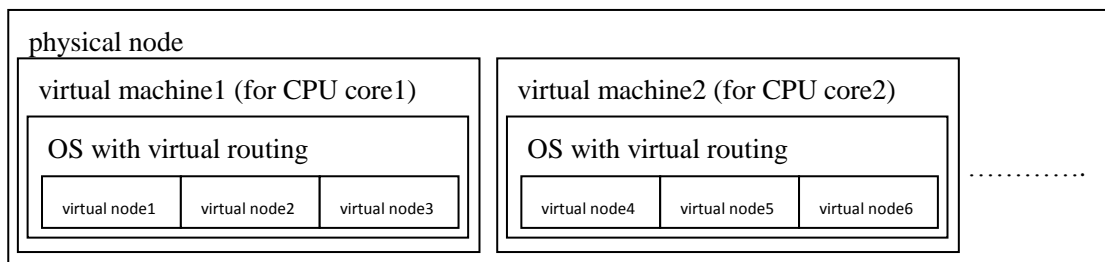 physical node
virtual machine1 (for CPU core1)
OS with virtual routing
virtual node1 virtual node2 virtual node3
virtual machine2 (for CPU core2)
OS with virtual routing
virtual node4 virtual node5 virtual node6
………….